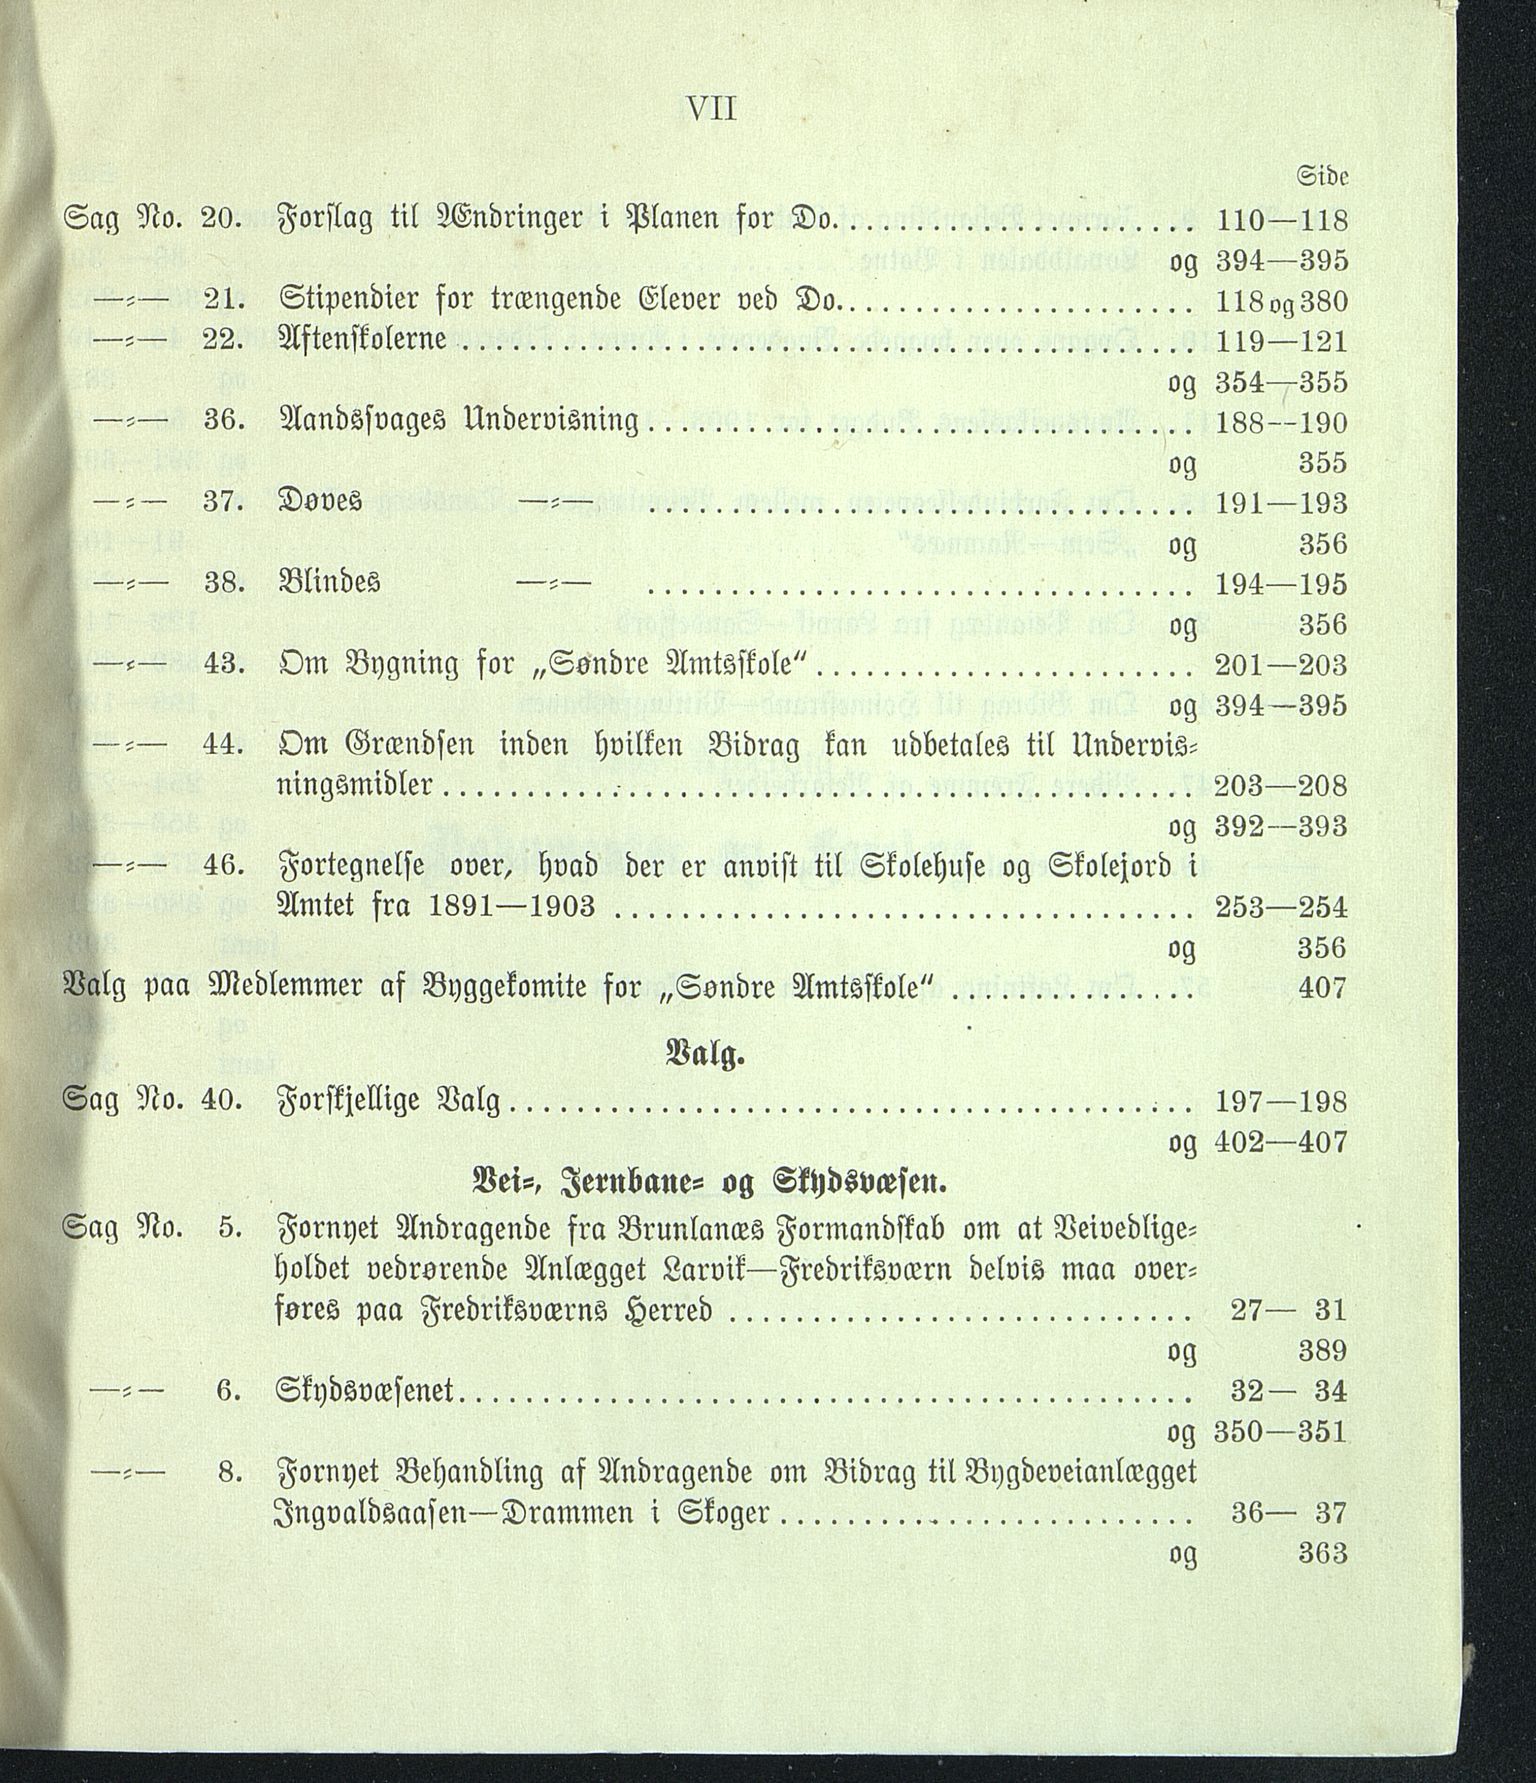 VII
Side
Sag No. 20. Forslag til Ændringer i Planen for Do. 110—118
og 394—395
—〃— 21. Stipendier for trængende Elever ved Do. 118 og 380
—〃— 22. Aftenskolerne 119—121
og 354—355
—〃— 36. Aandssvages Undervisning 188--190
og 355
—〃— 37. Døves —〃— 191—193
og 356
—〃— 38. Blindes —〃— 194—195
og 356
—〃— 43. Om Bygning for „Søndre Amtsskole“ 201—203
og 394—395
—〃— 44. Om Grændsen inden hvilken Bidrag kan udbetales til Undervis-
ningsmidler 203—208
og 392—393
—〃— 46. Fortegnelse over, hvad der er anvist til Skolehuse og Skolejord i
Amtet fra 1891—1903 253—254
og 356
Valg paa Medlemmer af Byggekomite for „Søndre Amtsskole“ 407
Valg.
Sag No. 40. Forskjellige Valg 197—198
og 402—407
Vei-, Jernbane- og Skydsvæsen.
Sag No. 5. Fornyet Andragende fra Brunlanæs Formandskab om at Veivedlige-
holdet vedrørende Anlægget Larvik—Fredriksværn delvis maa over-
føres paa Fredriksværns Herred 27— 31
og 389
—〃— 6. Skydsvæsenet 32— 34
og 350—351
—〃— 8. Fornyet Behandling af Andragende om Bidrag til Bygdeveianlægget
Ingvaldsaasen—Drammen i Skoger 36— 37
og 363